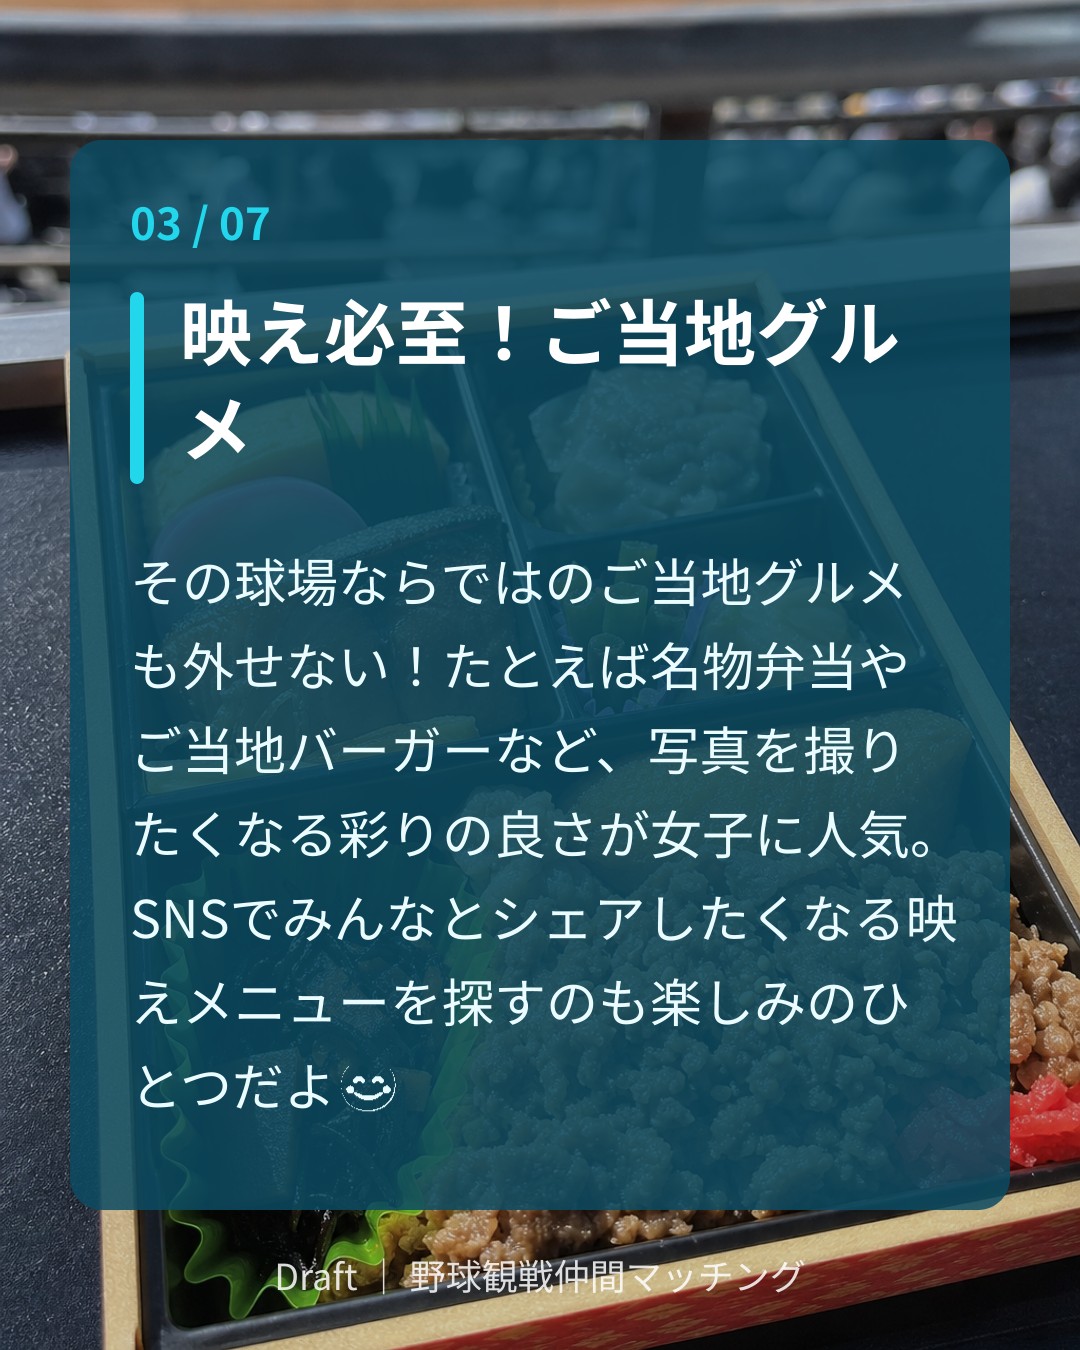 03 / 07
映え必至！ご当地グル
メ
その球場ならではのご当地グルメ
も外せない！たとえば名物弁当や
ご当地バーガーなど、写真を撮り
たくなる彩りの良さが女子に人気。
SNSでみんなとシェアしたくなる映
えメニューを探すのも楽しみのひ
とつだよ😊
Draft ｜ 野球観戦仲間マッチング